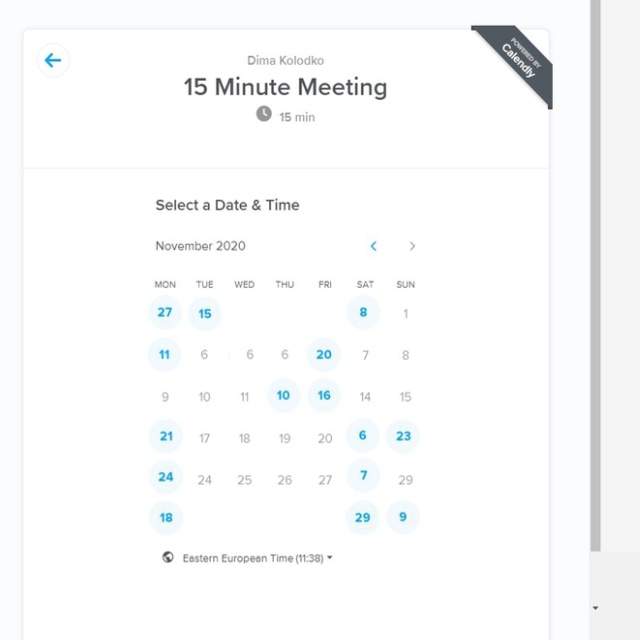 POWERED BY
Calendly
Dima Kolodko
15 Minute Meeting
15 min
Select a Date & Time
November 2020
MON TUE WED THU FRI SAT SUN
27 15 8 1
11 6 6 6 20 7 8
9 10 11 10 16 14 15
21 17 18 19 20 6 23
24 24 25 26 27 7 29
18 29 9
Eastern European Time (11:38)